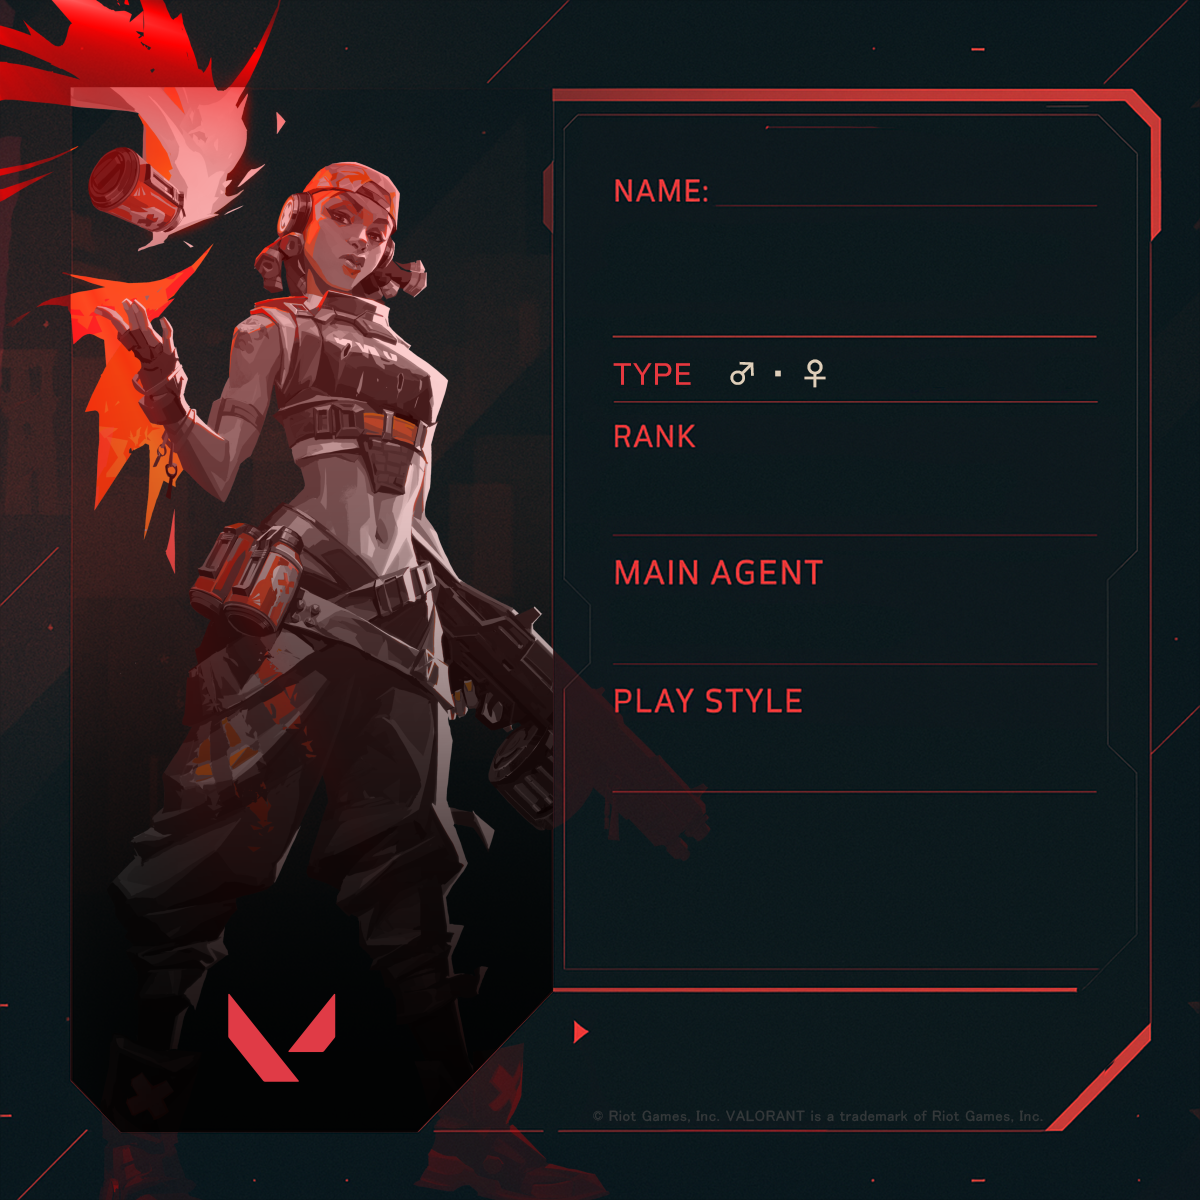 NAME:
TYPE ♂ · ♀
RANK
MAIN AGENT
PLAY STYLE
© Riot Games, Inc. VALORANT is a trademark of Riot Games, Inc.